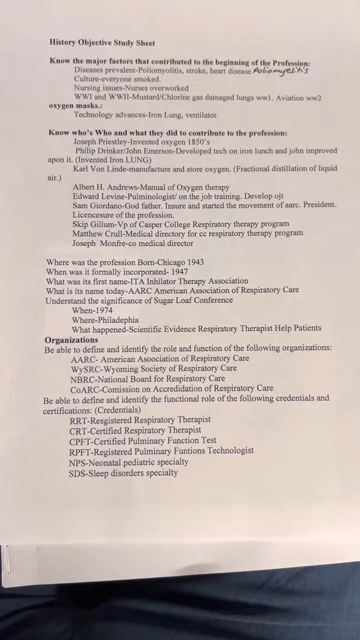 History Objective Study Sheet
Know the major factors that contributed to the beginning of the Profession:
Diseases prevalent-Poliomyolitis, stroke, heart disease. Poliomyelitis
Culture-everyone smoked.
Nursing issues-Nurses overworked
WWI and WWII-Mustard/Chlorine gas damaged lungs ww1. Aviation ww2
oxygen masks.:
Technology advances-Iron Lung, ventilator.
Know who's Who and what they did to contribute to the profession:
Joseph Priestley-Invented oxygen 1850's
Philip Drinker/John Emerson-Developed tech on iron lunch and john improved
apon it. (Invented Iron LUNG)
Karl Von Linde-manufacture and store oxygen. (Fractional distillation of liquid
air.)
Albert H. Andrews-Manual of Oxygen therapy
Edward Levine-Pulminologist/ on the job training. Develop ojt
Sam Giordano-God father. Insure and started the movement of aarc. President.
Licencesure of the profession.
Skip Gillum-Vp of Casper College Respiratory therapy program
Matthew Crull-Medical directory for cc respiratory therapy program
Joseph Monfre-co medical director
Where was the profession Born-Chicago 1943
When was it formally incorporated- 1947
What was its first name-ITA Inhilator Therapy Association
What is its name today-AARC American Association of Respiratory Care
Understand the significance of Sugar Loaf Conference
When-1974
Where-Philadephia
What happened-Scientific Evidence Respiratory Therapist Help Patients
Organizations
Be able to define and identify the role and function of the following organizations:
AARC- American Asoociation of Respiratory Care
WySRC-Wyoming Society of Respiratory Care
NBRC-National Board for Respiratory Care
CoARC-Comission on Accredidation of Respiratory Care
Be able to define and identify the functional role of the following credentials and
certifications: (Credentials)
RRT-Resgistered Respiratory Therapist
CRT-Certified Respiratory Therapist
CPFT-Certified Pulmonary Function Test
RPFT-Registered Pulmonary Funtions Technologist
NPS-Neonatal pediatric specialty
SDS-Sleep disorders specialty